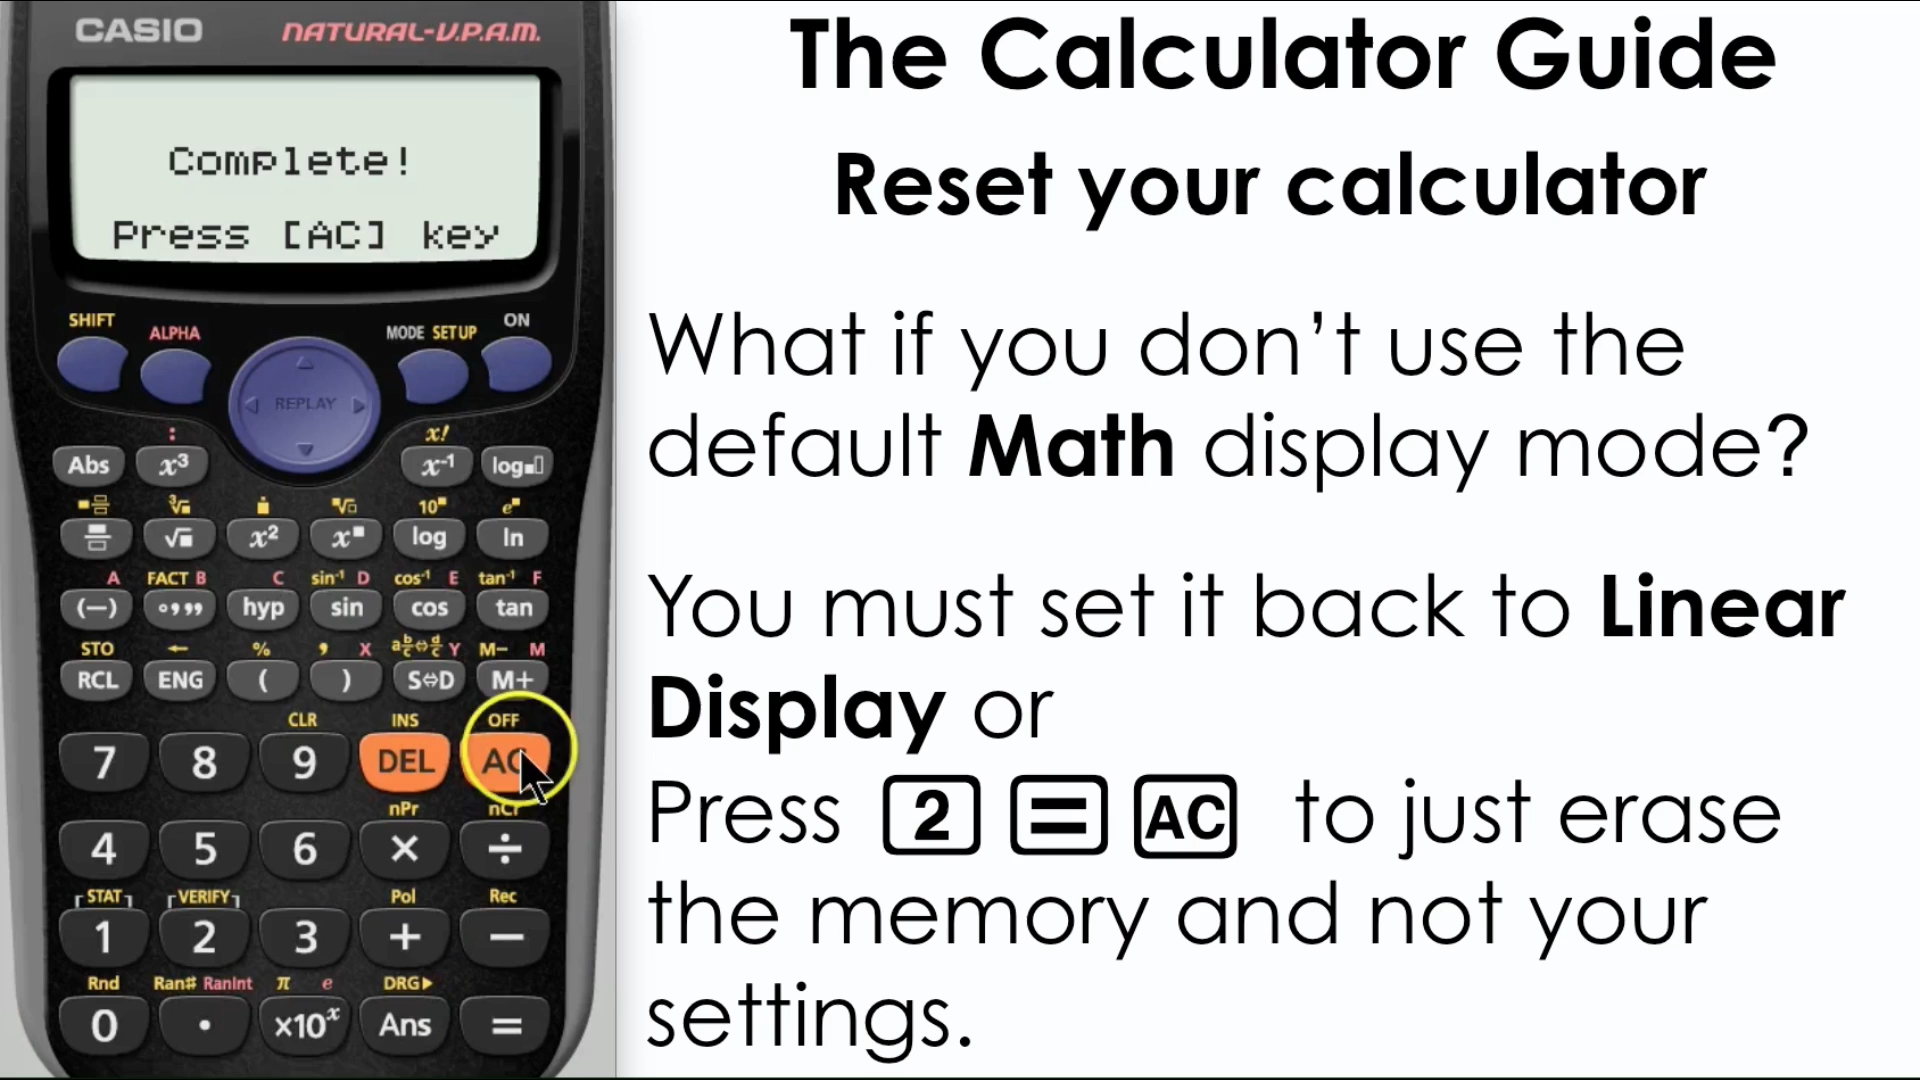 CASIO NATURAL-V.P.A.M.
Complete!
Press [AC] key
SHIFT ALPHA MODE SETUP ON
REPLAY
: x!
Abs x³ x⁻¹ log■▯
■▯ ³√■ 10■ e■
x² x■ log ln
A FACT B C sin⁻¹ D cos⁻¹ E tan⁻¹ F
(−) °’’’ hyp sin cos tan
STO ← % , X a b/c⇔d/c Y M− M
RCL ENG ( ) S⇔D M+
CLR INS OFF
7 8 9 DEL AC
nPr nCr
4 5 6 × ÷
STAT VERIFY Pol Rec
1 2 3 + −
Rnd Ran# RanInt π e DRG▶
0 . ×10ˣ Ans =
The Calculator Guide
Reset your calculator
What if you don’t use the
default Math display mode?
You must set it back to Linear
Display or
Press 2 = AC to just erase
the memory and not your
settings.